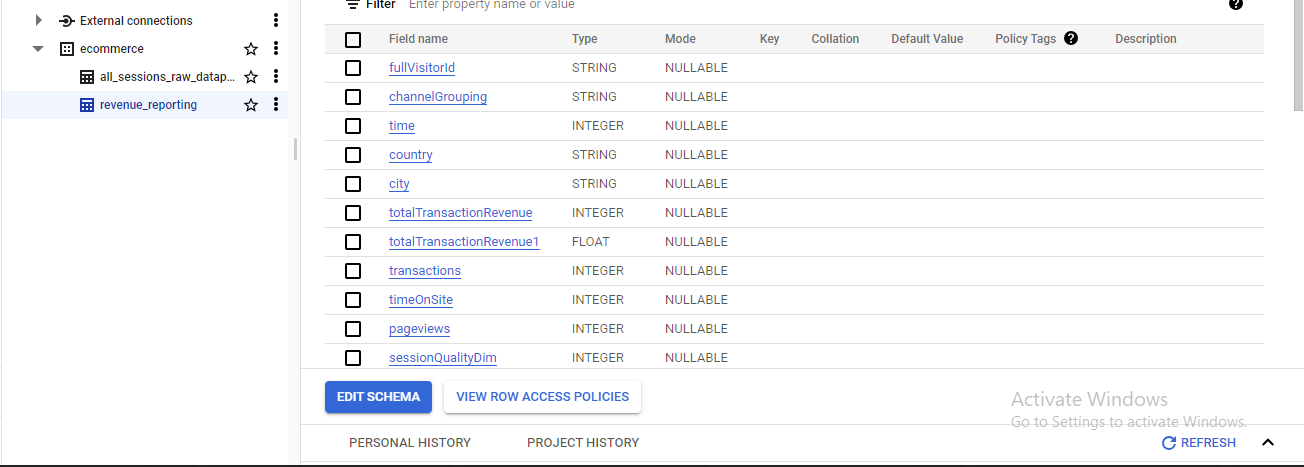 Filter Enter property name or value
External connections
ecommerce
all_sessions_raw_datap...
revenue_reporting
Field name Type Mode Key Collation Default Value Policy Tags Description
fullVisitorId STRING NULLABLE
channelGrouping STRING NULLABLE
time INTEGER NULLABLE
country STRING NULLABLE
city STRING NULLABLE
totalTransactionRevenue INTEGER NULLABLE
totalTransactionRevenue1 FLOAT NULLABLE
transactions INTEGER NULLABLE
timeOnSite INTEGER NULLABLE
pageviews INTEGER NULLABLE
sessionQualityDim INTEGER NULLABLE
EDIT SCHEMA VIEW ROW ACCESS POLICIES
Activate Windows
Go to Settings to activate Windows.
PERSONAL HISTORY PROJECT HISTORY REFRESH